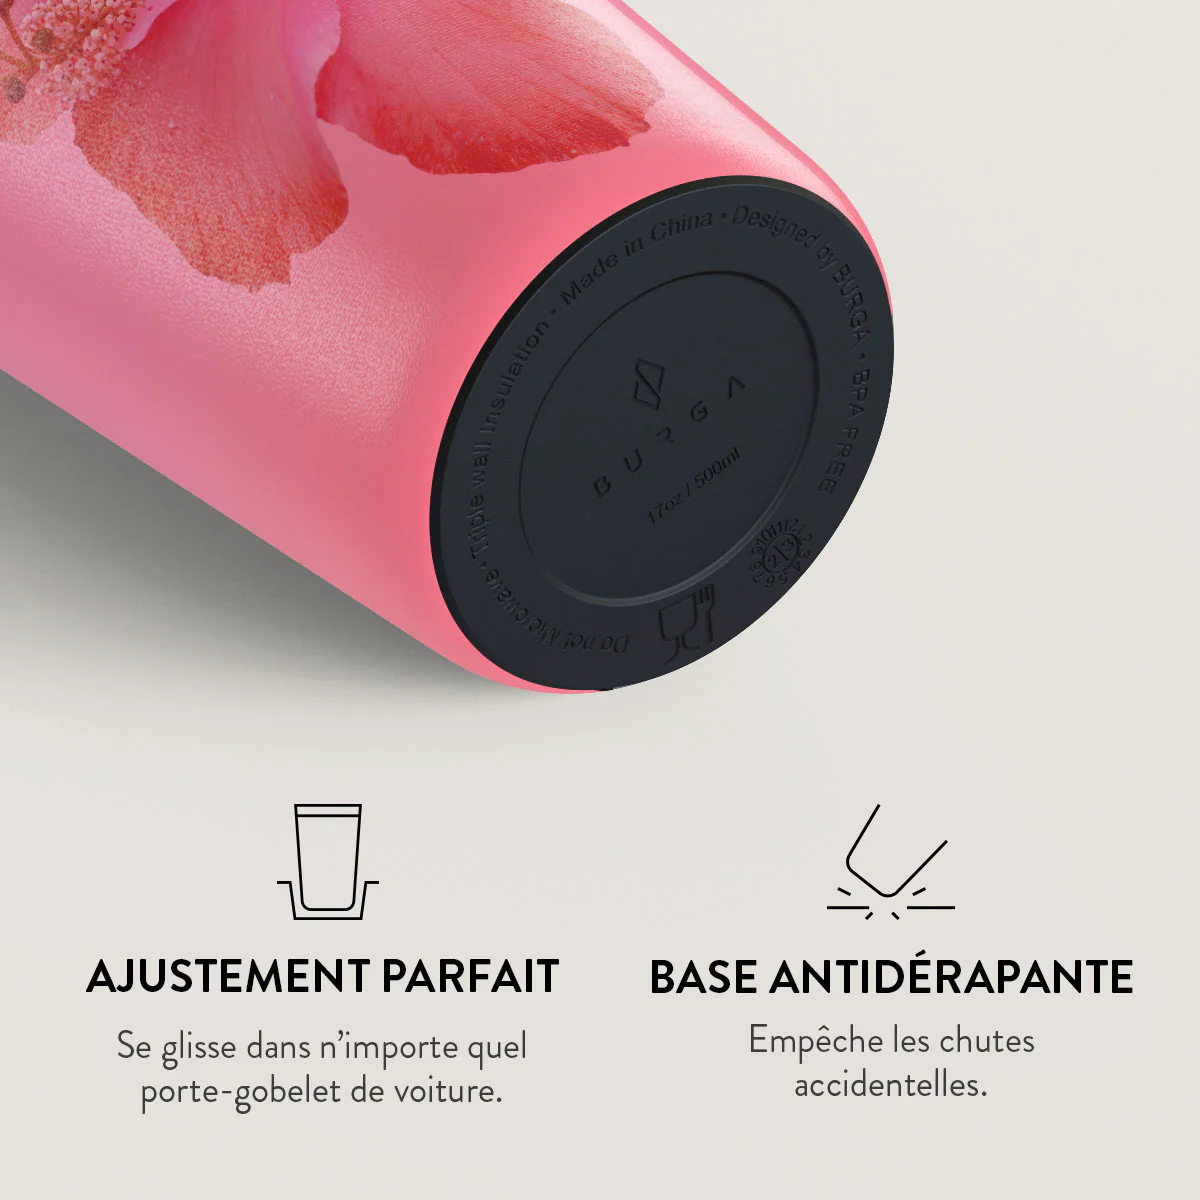 Do not Microwave • Triple wall Insulation • Made in China • Designed by BURGA • BPA FREE
BURGA
17oz / 500ml
AJUSTEMENT PARFAIT
Se glisse dans n’importe quel
porte-gobelet de voiture.
BASE ANTIDÉRAPANTE
Empêche les chutes
accidentelles.